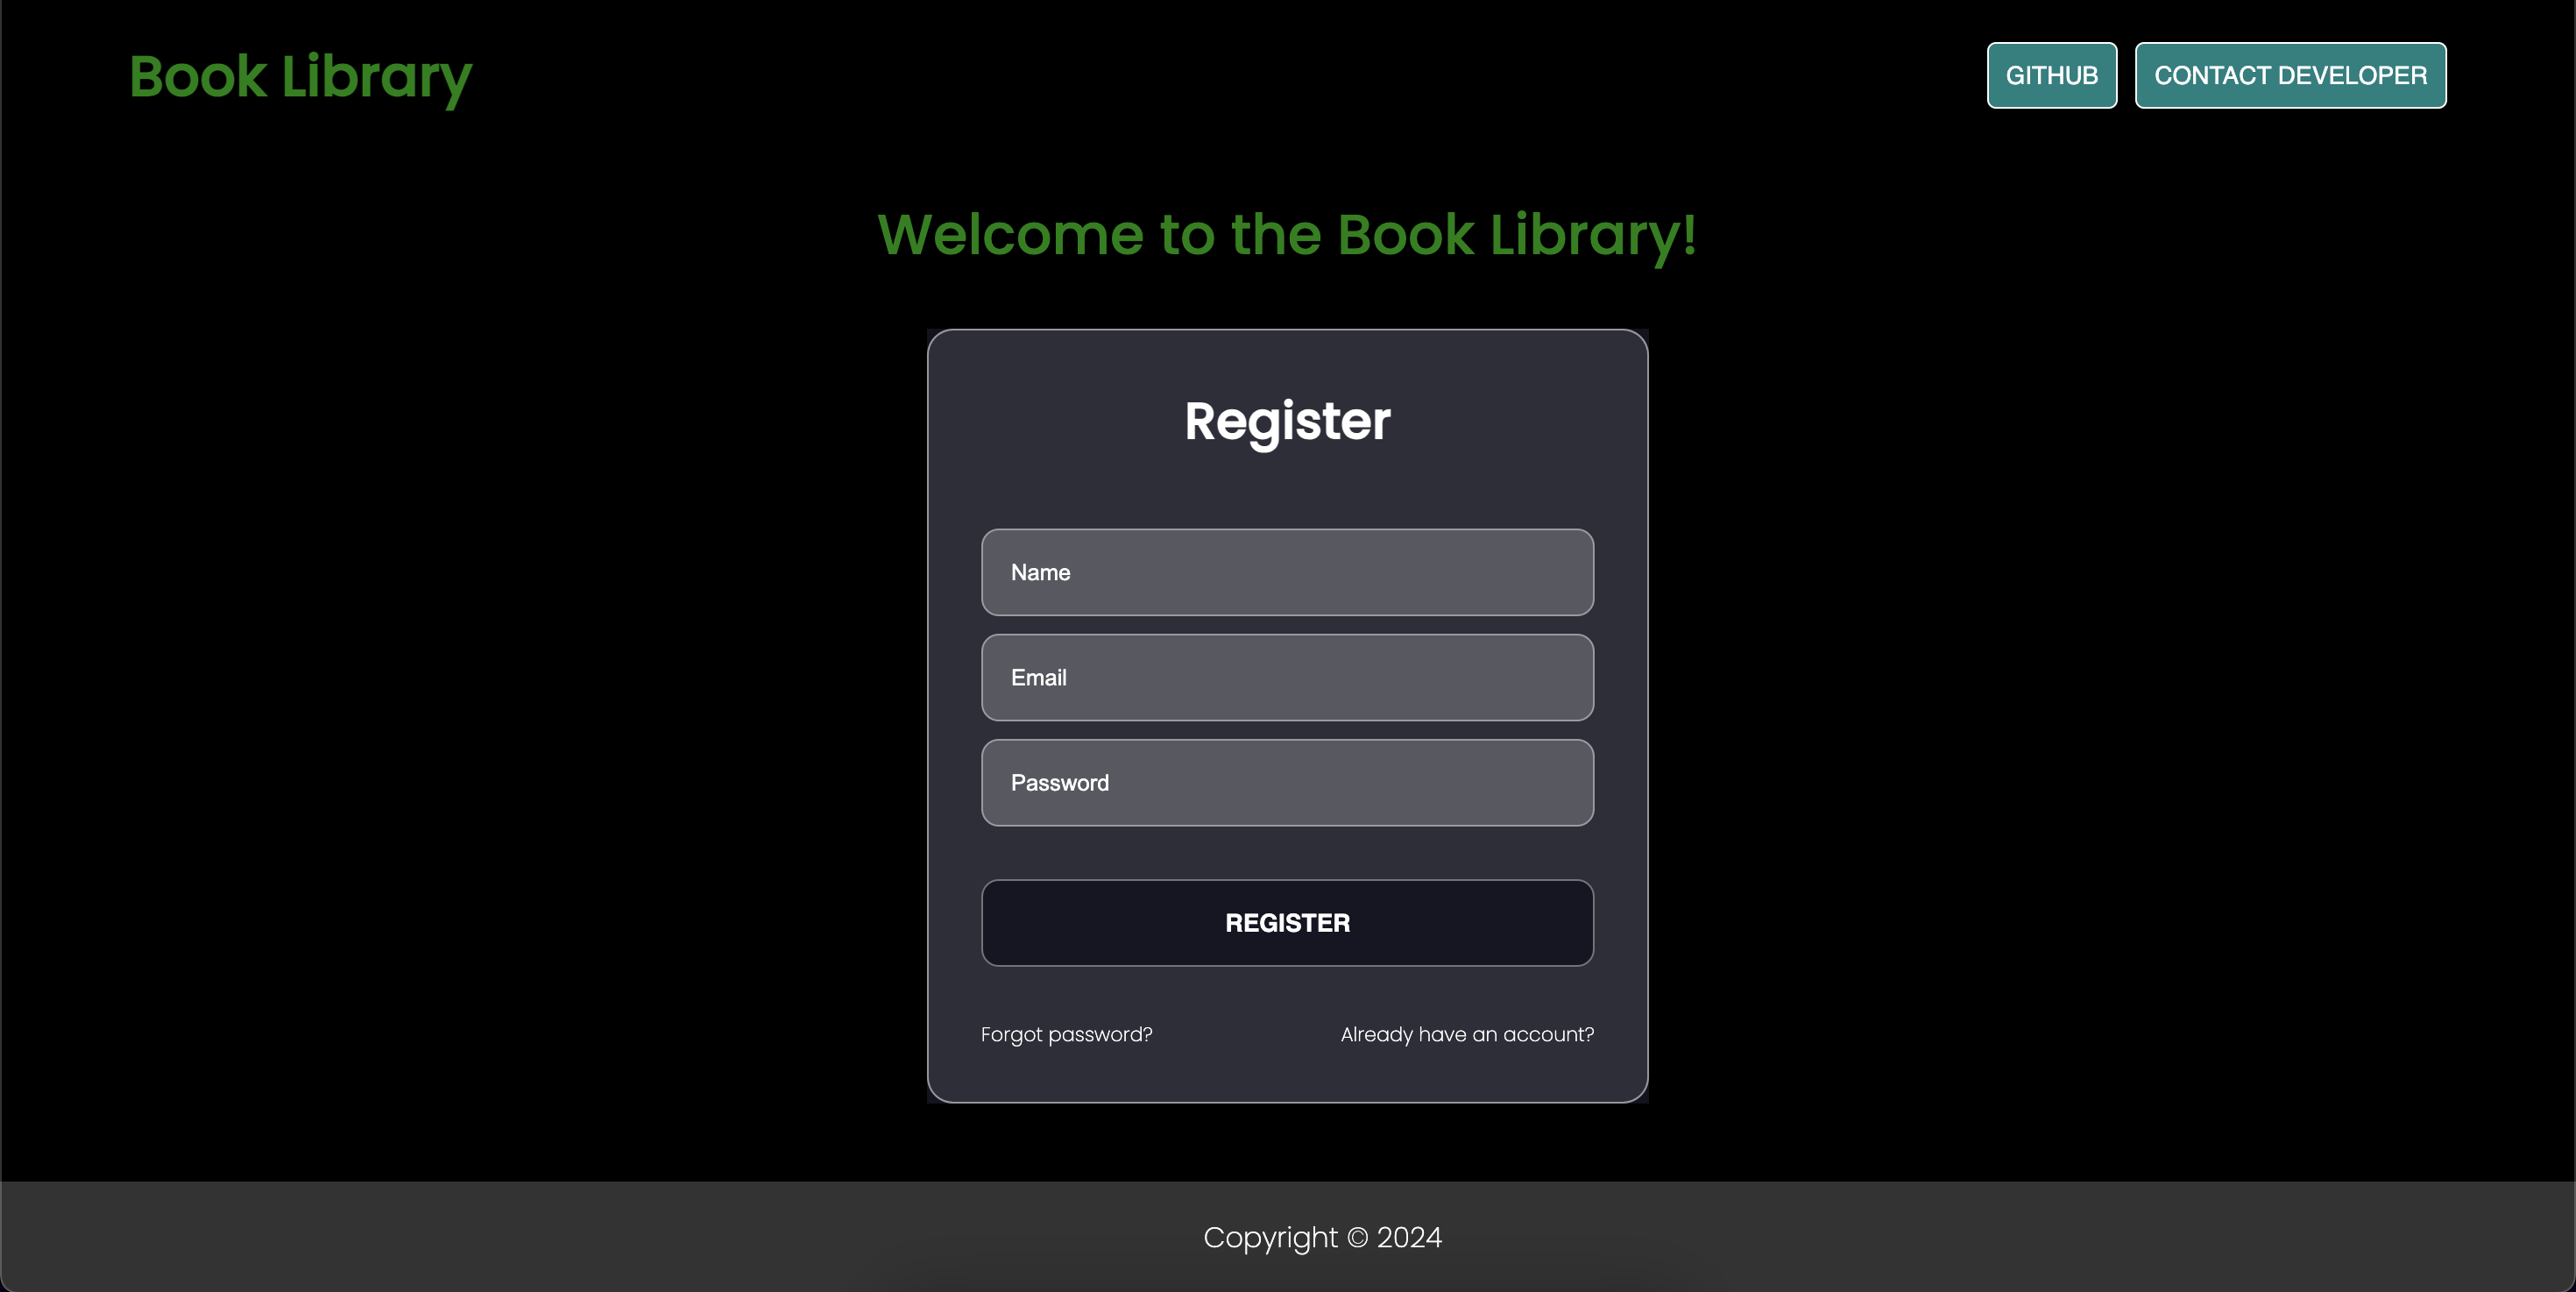 Book Library
GITHUB
CONTACT DEVELOPER
Welcome to the Book Library!
Register
Name
Email
Password
REGISTER
Forgot password?
Already have an account?
Copyright © 2024